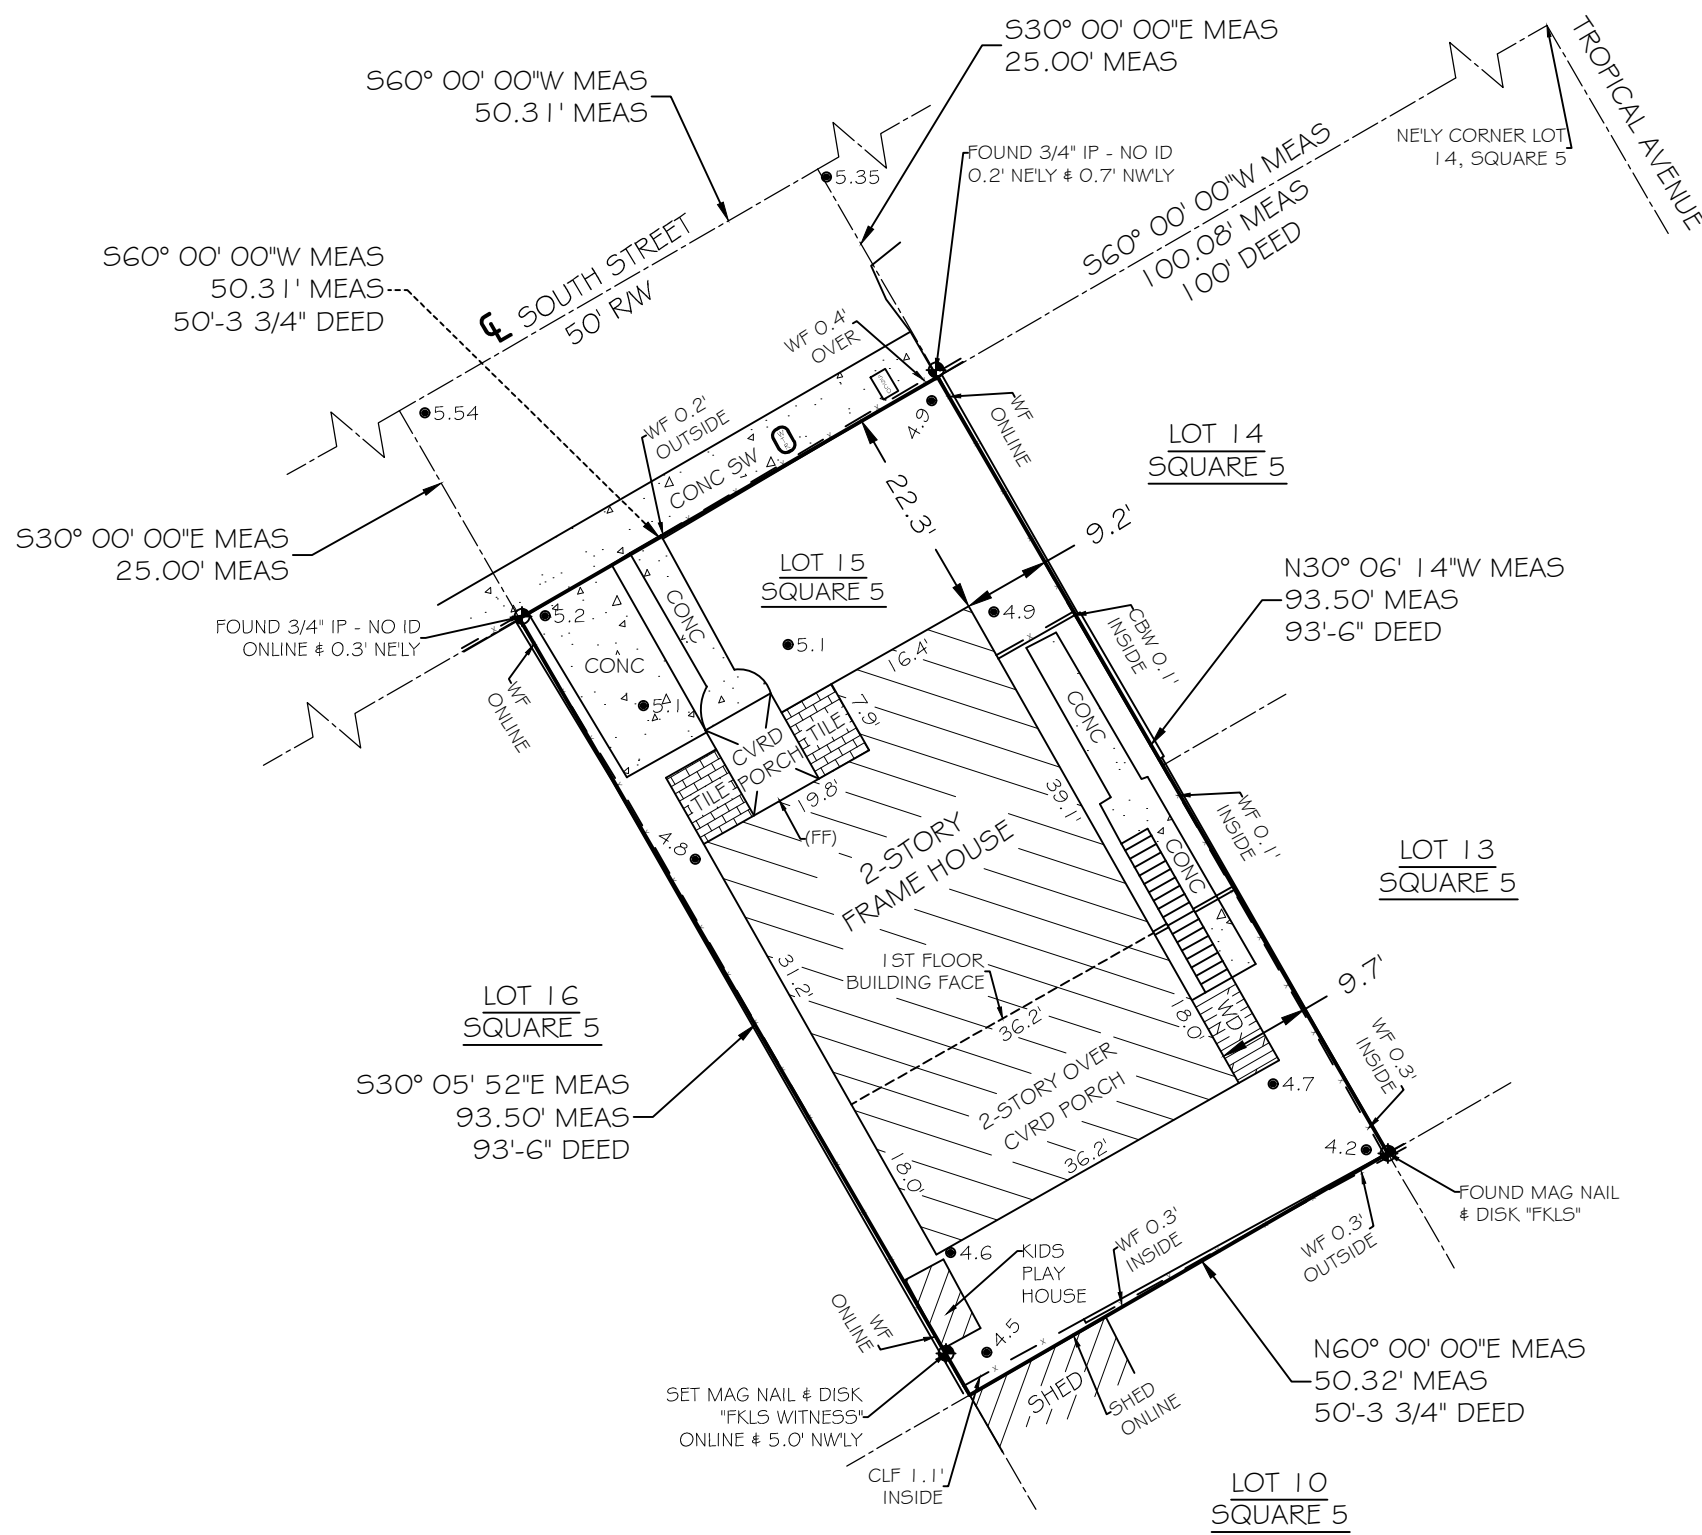 S30° 00' 00"E MEAS
25.00' MEAS
S60° 00' 00"W MEAS
50.31' MEAS
TROPICAL AVENUE
NE'LY CORNER LOT
14, SQUARE 5
FOUND 3/4" IP - NO ID
0.2' NE'LY & 0.7' NW'LY
5.35
S60° 00' 00"W MEAS
100.08' MEAS
100' DEED
S60° 00' 00"W MEAS
50.31' MEAS
50'-3 3/4" DEED
℄ SOUTH STREET
50' R/W
WF 0.4'
OVER
5.54
WF 0.2'
OUTSIDE
4.9
WF
ONLINE
LOT 14
SQUARE 5
CONC SW
22.3'
9.2'
S30° 00' 00"E MEAS
25.00' MEAS
LOT 15
SQUARE 5
N30° 06' 14"W MEAS
93.50' MEAS
93'-6" DEED
FOUND 3/4" IP - NO ID
ONLINE & 0.3' NE'LY
5.2
CONC
4.9
CBW 0.1'
INSIDE
5.1
16.4'
CONC
WF
ONLINE
5.1
7.9'
TILE
CONC
CVRD
PORCH
TILE
19.8'
(FF)
39.1'
WF 0.1'
INSIDE
4.8
2-STORY
FRAME HOUSE
CONC
LOT 13
SQUARE 5
1ST FLOOR
BUILDING FACE
31.2'
36.2'
18.0'
WD
9.7'
LOT 16
SQUARE 5
WF 0.3'
INSIDE
S30° 05' 52"E MEAS
93.50' MEAS
93'-6" DEED
2-STORY OVER
CVRD PORCH
4.7
36.2'
18.0'
4.2
FOUND MAG NAIL
& DISK "FKLS"
4.6
KIDS
PLAY
HOUSE
WF 0.3'
INSIDE
WF 0.3'
OUTSIDE
WF
ONLINE
4.5
N60° 00' 00"E MEAS
50.32' MEAS
50'-3 3/4" DEED
SET MAG NAIL & DISK
"FKLS WITNESS"
ONLINE & 5.0' NW'LY
SHED
SHED
ONLINE
CLF 1.1'
INSIDE
LOT 10
SQUARE 5